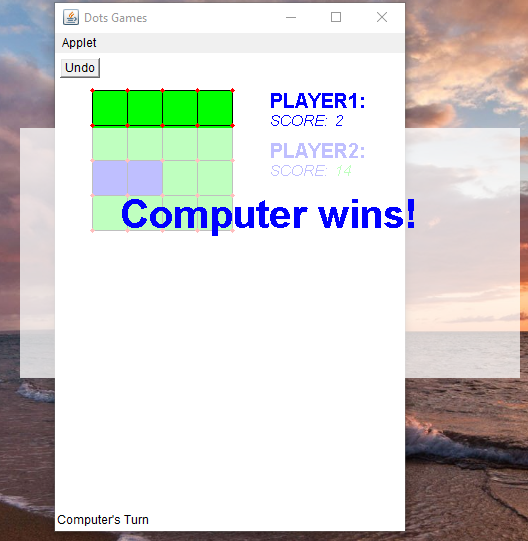 Dots Games
Applet
Undo
PLAYER1:
SCORE: 2
PLAYER2:
SCORE: 14
Computer wins!
Computer's Turn